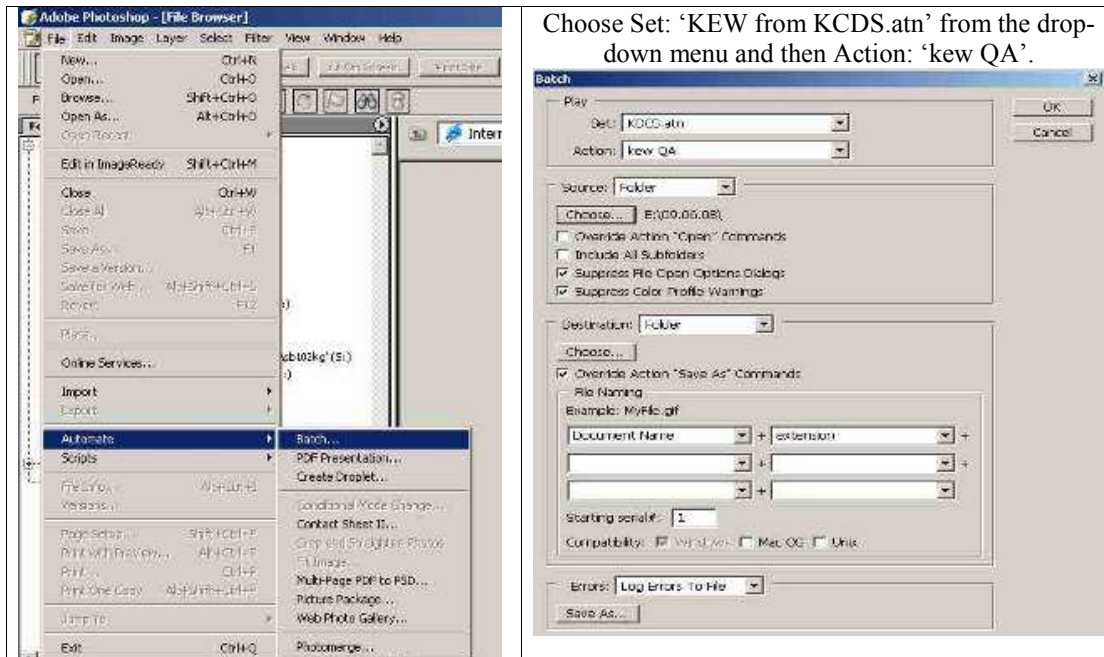 Adobe Photoshop - [File Browser]
File Edit Image Layer Select Filter View Window Help
New... Ctrl+N
Open... Ctrl+O
Browse... Shft+Ctrl+O
Open As... Alt+Ctrl+O
Open Recent
Edit in ImageReady Shft+Ctrl+M
Close Ctrl+W
Close All
Save
Save As...
Save a Version...
Save for Web...
Revert F12
Place...
Online Services...
Import
Export
Automate
Scripts
File Info...
Versions...
Page Setup...
Print with Preview...
Print...
Print One Copy
Jump To
Exit Ctrl+Q
Batch...
PDF Presentation...
Create Droplet...
Conditional Mode Change...
Contact Sheet II...
Crop and Straighten Photos
Fit Image...
Multi-Page PDF to PSD...
Picture Package...
Web Photo Gallery...
Photomerge...
Intern
(S:)
Choose Set: ‘KEW from KCDS.atn’ from the drop-
down menu and then Action: ‘kew QA’.
Batch
Play
Set: KDCS.atn
Action: kew QA
OK
Cancel
Source: Folder
Choose... E:\09.06.08\
Override Action "Open" Commands
Include All Subfolders
Suppress File Open Options Dialogs
Suppress Color Profile Warnings
Destination: Folder
Choose...
Override Action "Save As" Commands
File Naming
Example: MyFile.gif
Document Name + extension +
+ +
+
Starting serial#: 1
Compatibility: Windows Mac OS Unix
Errors: Log Errors To File
Save As...